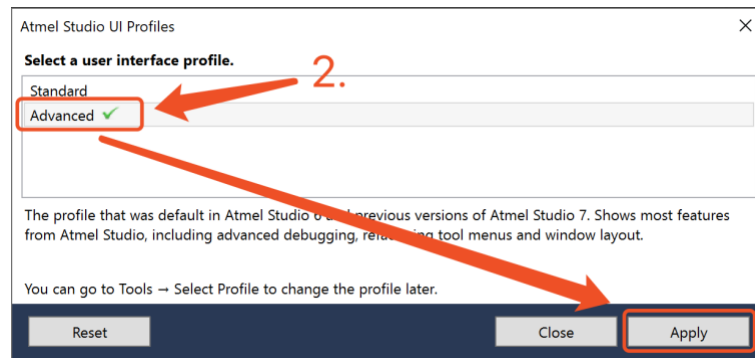 Atmel Studio UI Profiles
Select a user interface profile.
2.
Standard
Advanced
The profile that was default in Atmel Studio 6 and previous versions of Atmel Studio 7. Shows most features
from Atmel Studio, including advanced debugging, refactoring tool menus and window layout.
You can go to Tools → Select Profile to change the profile later.
Reset
Close
Apply